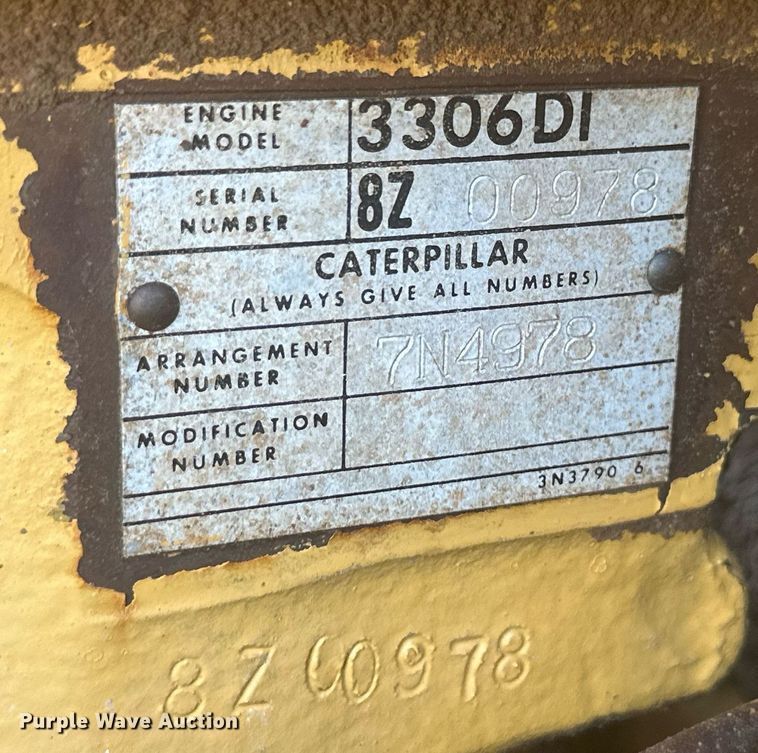 ENGINE MODEL 3306DI
SERIAL NUMBER 8Z 00978
CATERPILLAR
(ALWAYS GIVE ALL NUMBERS)
ARRANGEMENT NUMBER 7N4978
MODIFICATION NUMBER
3N3790 6
8Z00978
Purple Wave Auction